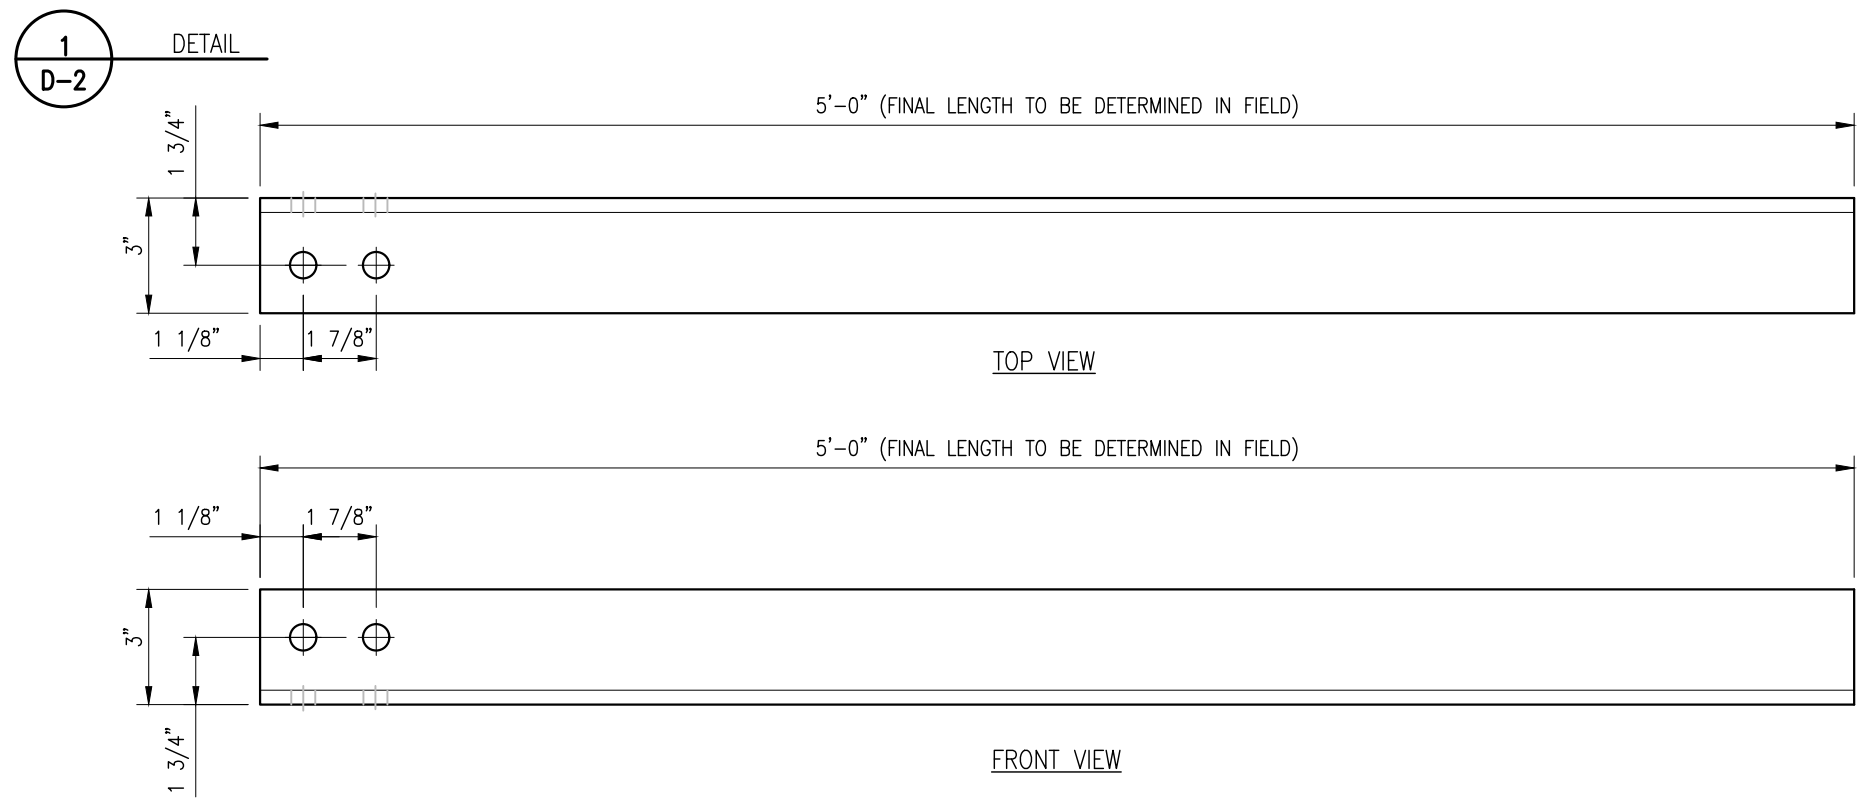 1
DETAIL
D-2
5'-0" (FINAL LENGTH TO BE DETERMINED IN FIELD)
1 3/4"
3"
1 1/8"
1 7/8"
TOP VIEW
5'-0" (FINAL LENGTH TO BE DETERMINED IN FIELD)
1 1/8"
1 7/8"
3"
1 3/4"
FRONT VIEW